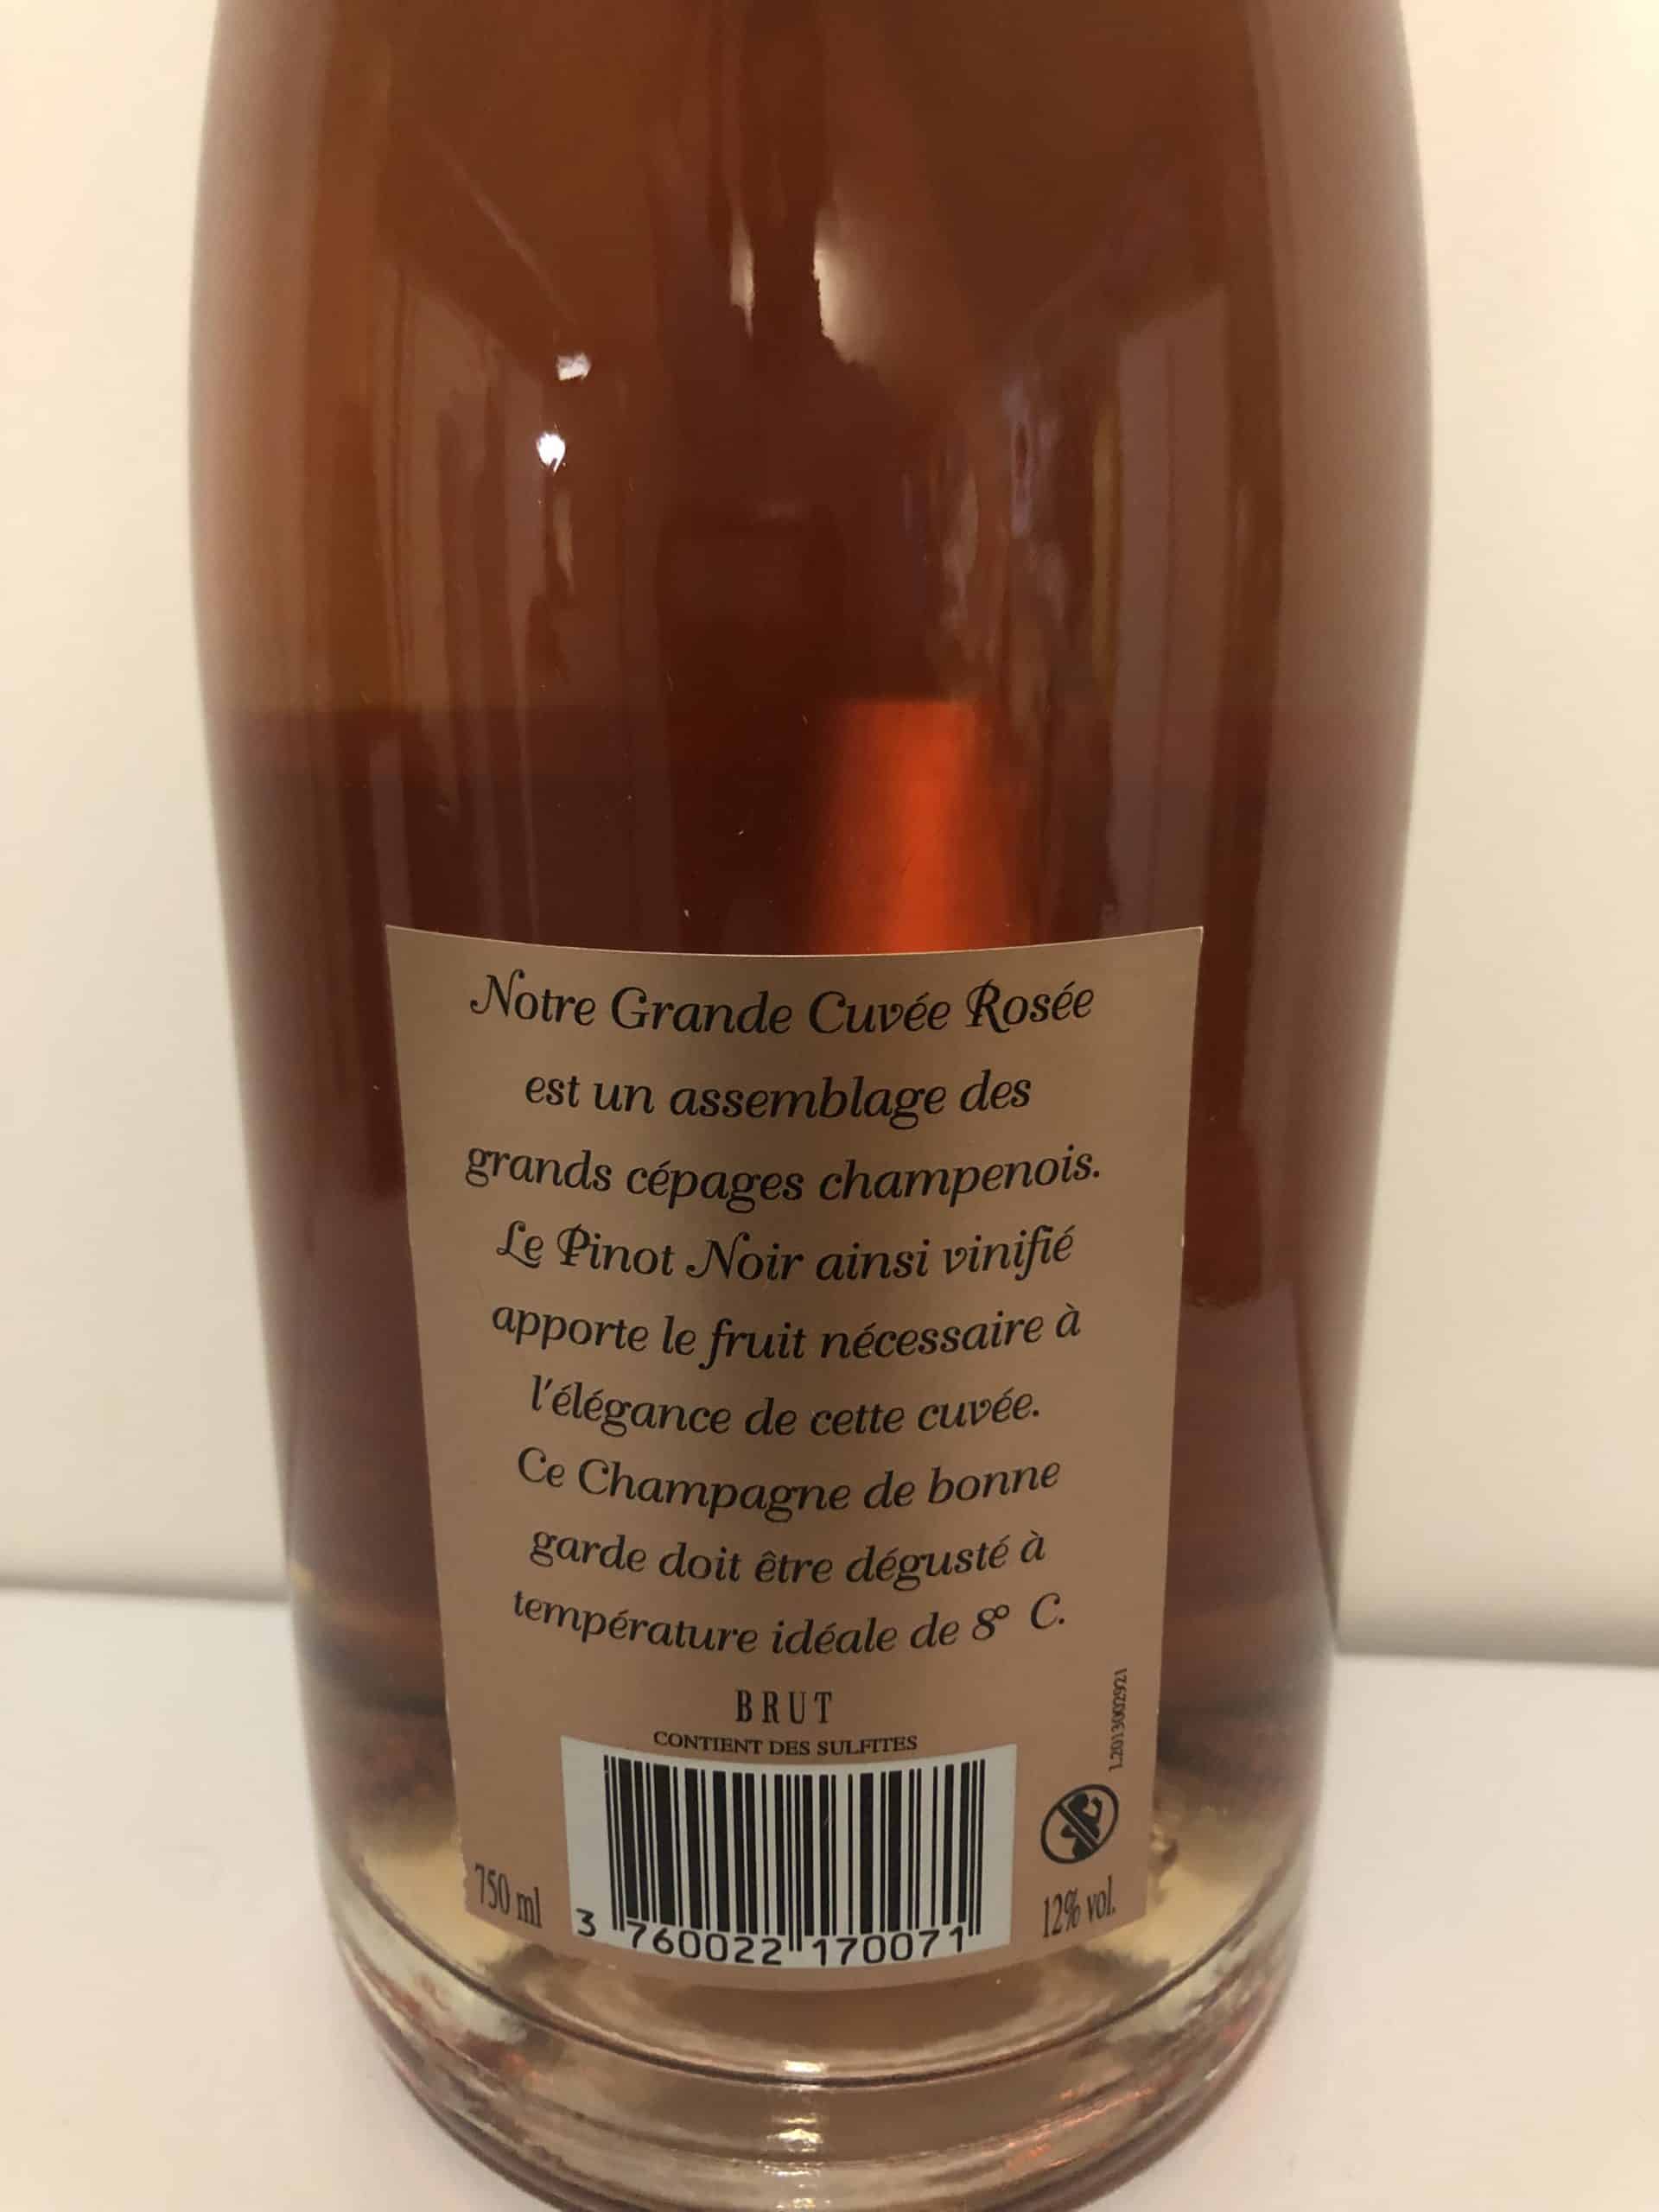 Notre Grande Cuvée Rosée
est un assemblage des
grands cépages champenois.
Le Pinot Noir ainsi vinifié
apporte le fruit nécessaire à
l'élégance de cette cuvée.
Ce Champagne de bonne
garde doit être dégusté à
température idéale de 8° C.
BRUT
CONTIENT DES SULFITES
L2013002921
750 ml
3 760022 170071
12% vol.